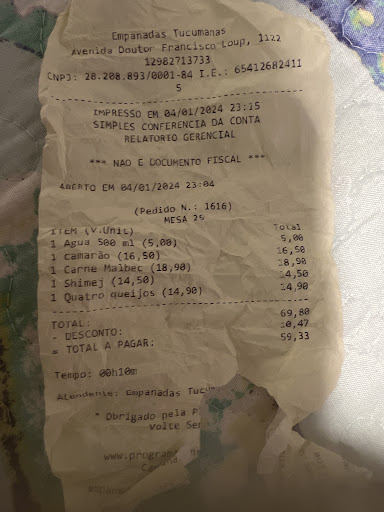 Empanadas Tucumanas
Avenida Doutor Francisco Loup, 1122
12982713733
CNPJ: 20.208.893/0001-84 I.E.: 65412682411
5
IMPRESSO EM 04/01/2024 23:15
SIMPLES CONFERENCIA DA CONTA
RELATORIO GERENCIAL
*** NAO E DOCUMENTO FISCAL ***
ABERTO EM 04/01/2024 23:04
(Pedido N.: 1616)
MESA 25
ITEM (V.Unit) Total
1 Agua 500 ml (5,00) 5,00
1 Camarão (16,50) 16,50
1 Carne Malbec (18,90) 18,90
1 Shimej (14,50) 14,50
1 Quatro queijos (14,90) 14,90
TOTAL: 69,80
- DESCONTO: 10,47
= TOTAL A PAGAR: 59,33
Tempo: 00h10m
Atendente: Empanadas Tucum
* Obrigado pela P
Volte Se
www.program